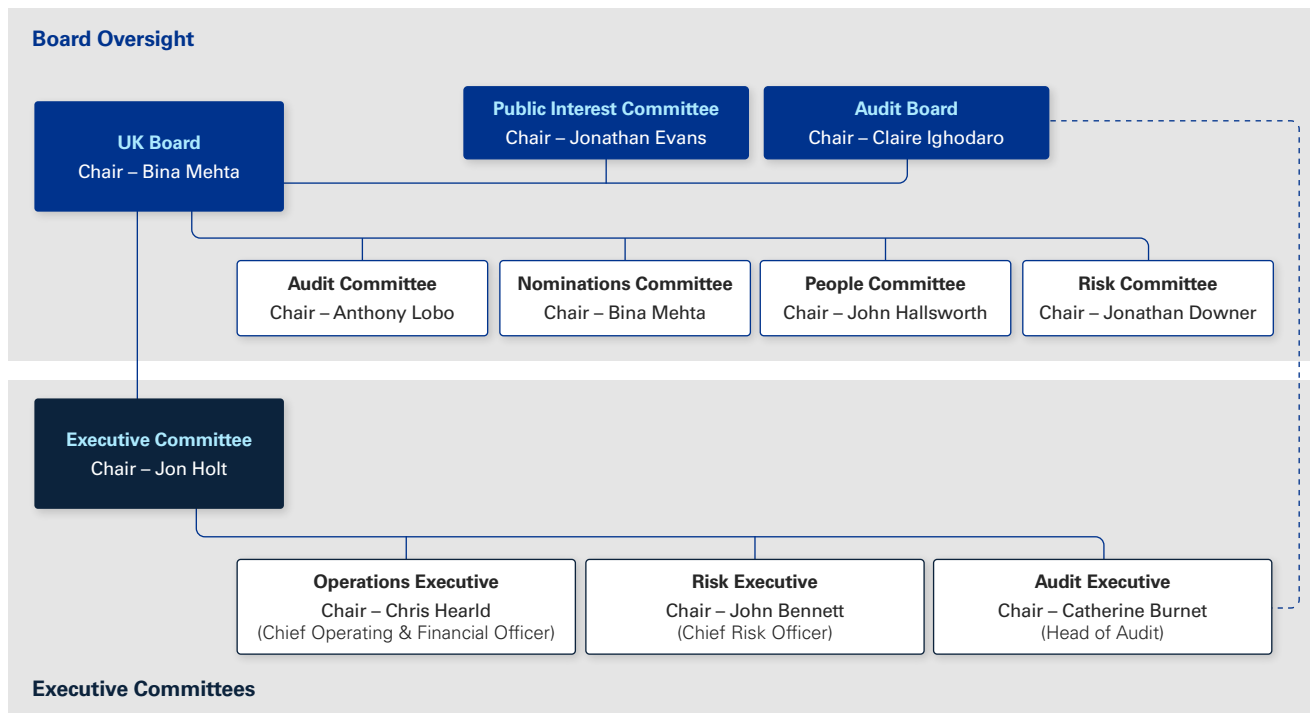 Board Oversight
Public Interest Committee
Chair – Jonathan Evans
Audit Board
Chair – Claire Ighodaro
UK Board
Chair – Bina Mehta
Audit Committee
Chair – Anthony Lobo
Nominations Committee
Chair – Bina Mehta
People Committee
Chair – John Hallsworth
Risk Committee
Chair – Jonathan Downer
Executive Committee
Chair – Jon Holt
Operations Executive
Chair – Chris Hearld
(Chief Operating & Financial Officer)
Risk Executive
Chair – John Bennett
(Chief Risk Officer)
Audit Executive
Chair – Catherine Burnet
(Head of Audit)
Executive Committees